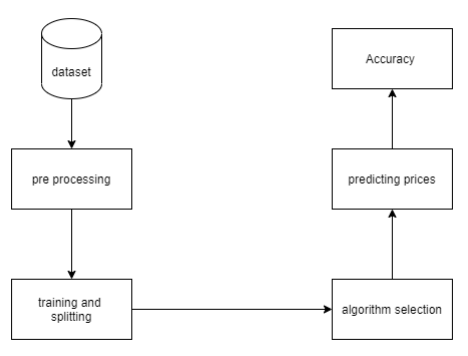 dataset
pre processing
training and
splitting
algorithm selection
predicting prices
Accuracy